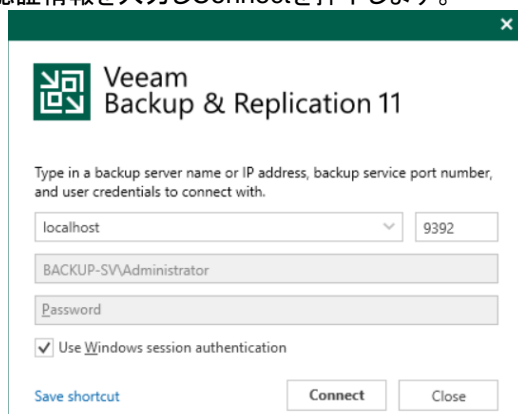 認証情報を入力しConnectを押下します。
Veeam
Backup & Replication 11
Type in a backup server name or IP address, backup service port number,
and user credentials to connect with.
localhost
9392
BACKUP-SV\Administrator
Password
Use Windows session authentication
Save shortcut
Connect
Close